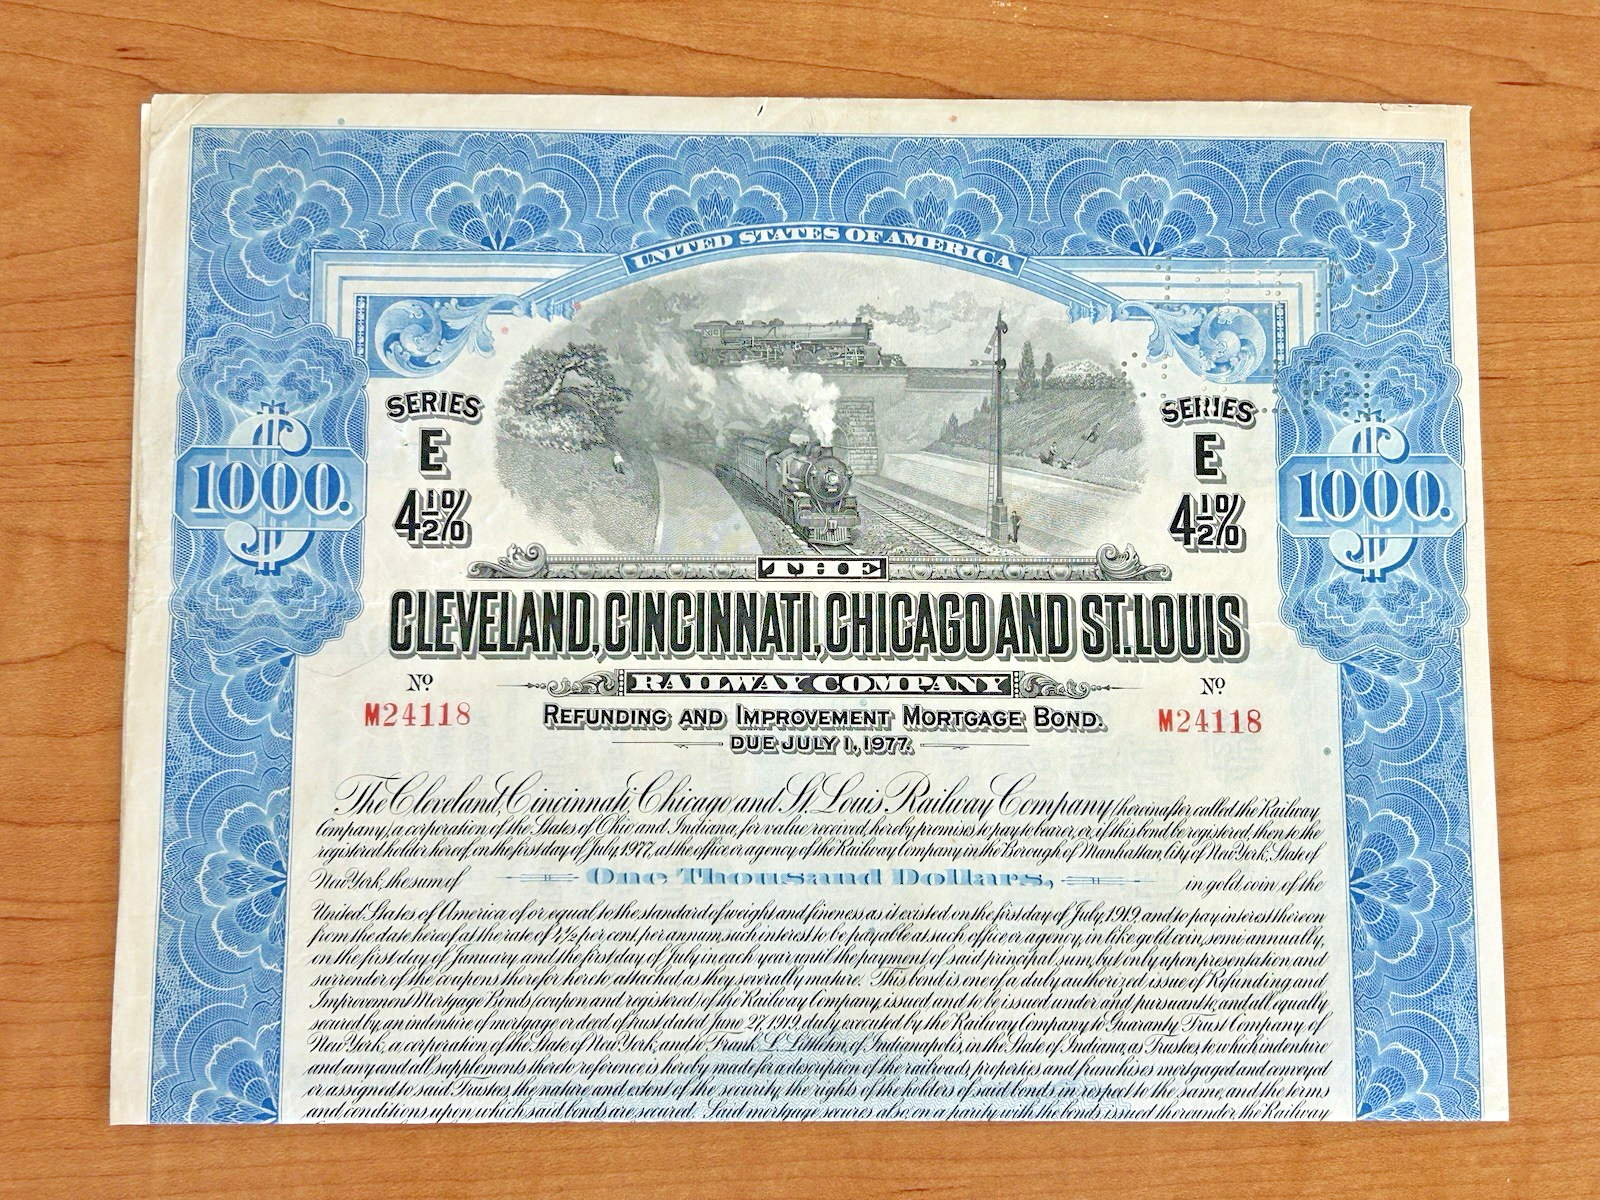 UNITED STATES OF AMERICA
$1000.
SERIES
E
4½%
SERIES
E
4½%
$1000.
THE
CLEVELAND, CINCINNATI, CHICAGO AND ST. LOUIS
RAILWAY COMPANY
No M24118
No M24118
REFUNDING AND IMPROVEMENT MORTGAGE BOND.
DUE JULY 1, 1977.
The Cleveland, Cincinnati, Chicago and St. Louis Railway Company (hereinafter called the Railway
Company), a corporation of the States of Ohio and Indiana, for value received, hereby promises to pay to bearer, or, if this bond be registered, then to the
registered holder hereof, on the first day of July, 1977, at the office or agency of the Railway Company in the Borough of Manhattan, City of New York, State of
New York, the sum of One Thousand Dollars, in gold coin of the
United States of America of or equal to the standard of weight and fineness as it existed on the first day of July, 1919, and to pay interest thereon
from the date hereof at the rate of 4½ per cent. per annum, such interest to be payable at such office or agency, in like gold coin, semi-annually,
on the first day of January and the first day of July in each year until the payment of said principal sum, but only upon presentation and
surrender of the coupons therefor hereto attached as they severally mature. This bond is one of a duly authorized issue of Refunding and
Improvement Mortgage Bonds (coupon and registered) of the Railway Company, issued and to be issued under and pursuant to, and all equally
secured by, an indenture of mortgage or deed of trust dated June 27, 1919, duly executed by the Railway Company to Guaranty Trust Company of
New York, a corporation of the State of New York, and to Frank L. Littleton, of Indianapolis, in the State of Indiana, as Trustees, to which indenture
and any and all supplements thereto reference is hereby made for a description of the railroads, properties and franchises mortgaged and conveyed
or assigned to said Trustees, the nature and extent of the security, the rights of the holders of said bonds in respect to the same, and the terms
and conditions upon which said bonds are secured. Said mortgage secures also, on a parity with the bonds issued thereunder, the Railway